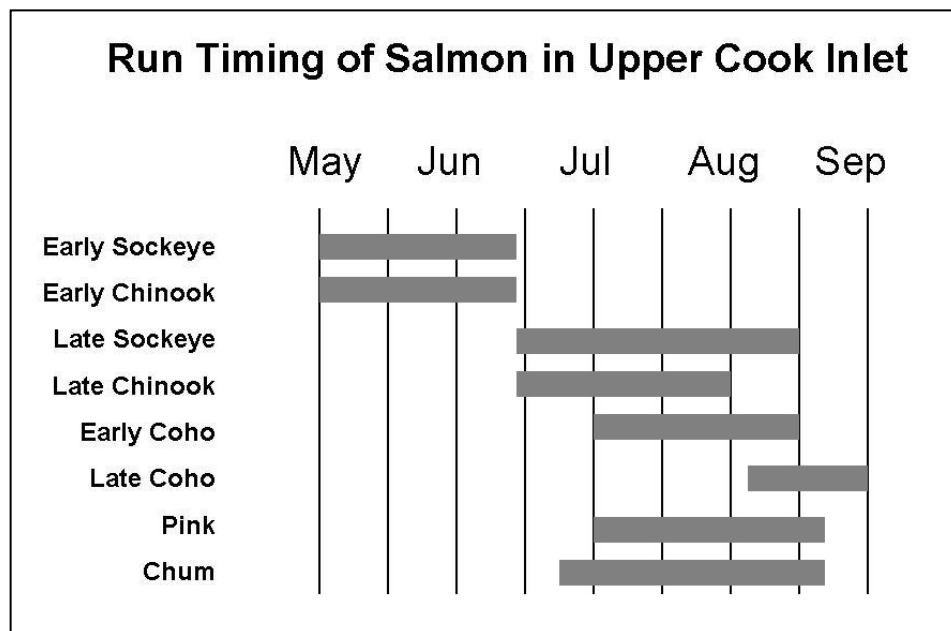 Run Timing of Salmon in Upper Cook Inlet
May Jun Jul Aug Sep
Early Sockeye
Early Chinook
Late Sockeye
Late Chinook
Early Coho
Late Coho
Pink
Chum